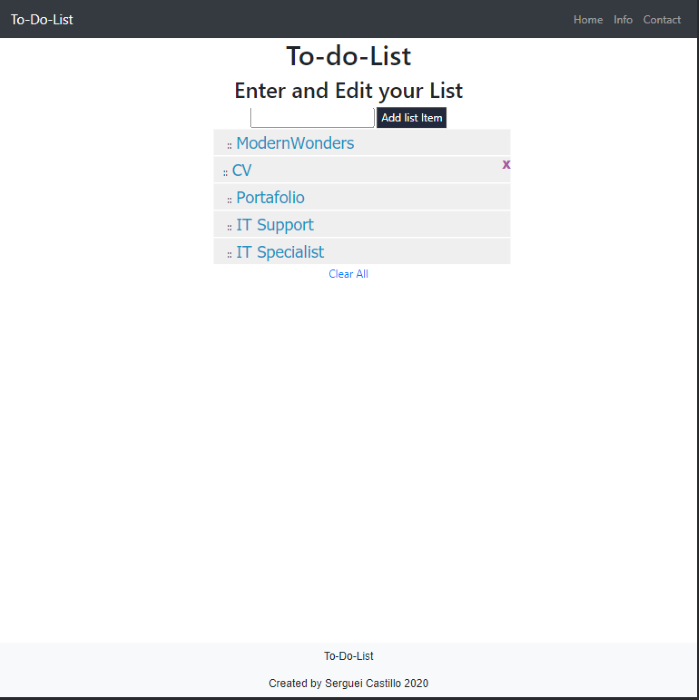 To-Do-List Home Info Contact
To-do-List
Enter and Edit your List
Add list Item
:: ModernWonders
:: CV x
:: Portafolio
:: IT Support
:: IT Specialist
Clear All
To-Do-List
Created by Serguei Castillo 2020